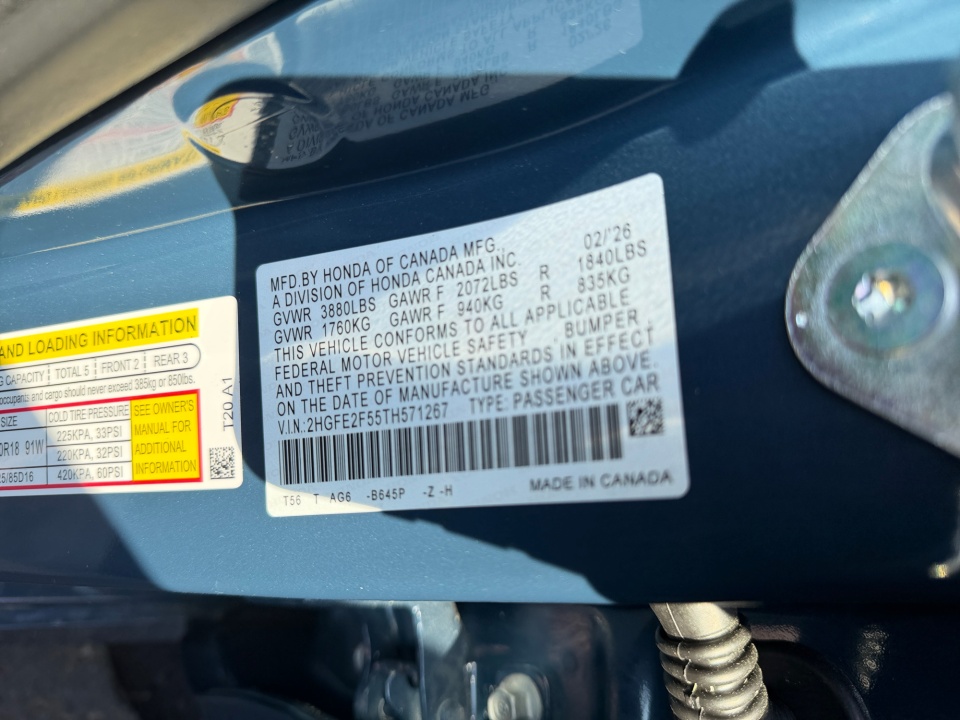 MFD.BY HONDA OF CANADA MFG., 02/'26
A DIVISION OF HONDA CANADA INC
GVWR 3880LBS GAWR F 2072LBS R 1840LBS
GVWR 1760KG GAWR F 940KG R 835KG
THIS VEHICLE CONFORMS TO ALL APPLICABLE
FEDERAL MOTOR VEHICLE SAFETY, BUMPER,
AND THEFT PREVENTION STANDARDS IN EFFECT
ON THE DATE OF MANUFACTURE SHOWN ABOVE.
V.I.N.:2HGFE2F55TH571267 TYPE: PASSENGER CAR
T56 T AG6 -B645P -Z -H MADE IN CANADA
AND LOADING INFORMATION
CAPACITY TOTAL 5 FRONT 2 REAR 3
occupants and cargo should never exceed 385kg or 850lbs.
SIZE COLD TIRE PRESSURE SEE OWNER'S
225KPA, 33PSI MANUAL FOR
0R18 91W 220KPA, 32PSI ADDITIONAL
5/85D16 420KPA, 60PSI INFORMATION
T20 A1